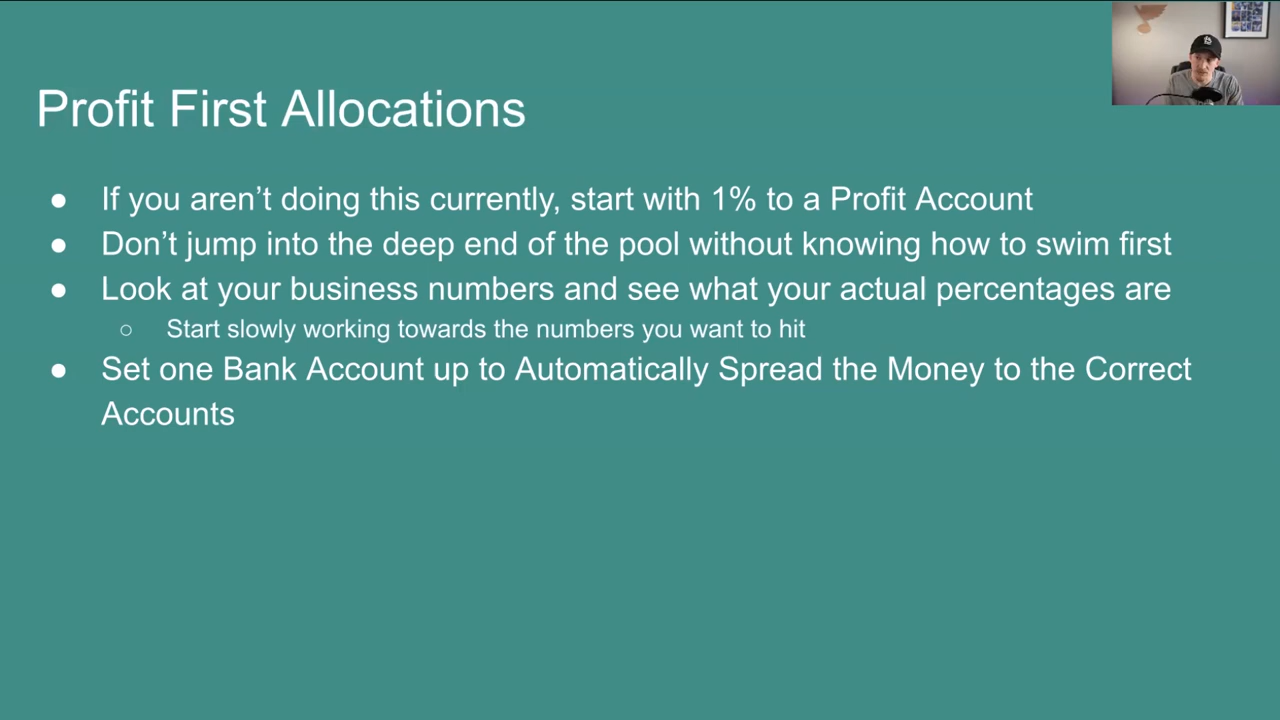 Profit First Allocations
● If you aren’t doing this currently, start with 1% to a Profit Account
● Don’t jump into the deep end of the pool without knowing how to swim first
● Look at your business numbers and see what your actual percentages are
○ Start slowly working towards the numbers you want to hit
● Set one Bank Account up to Automatically Spread the Money to the Correct
Accounts